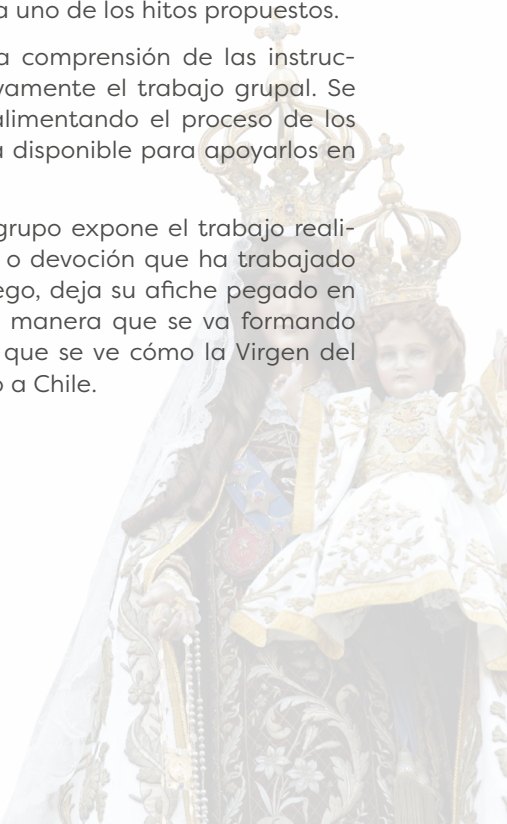 a uno de los hitos propuestos.
a comprensión de las instruc-
vamente el trabajo grupal. Se
alimentando el proceso de los
a disponible para apoyarlos en
grupo expone el trabajo reali-
o devoción que ha trabajado
ego, deja su afiche pegado en
manera que se va formando
que se ve cómo la Virgen del
o a Chile.